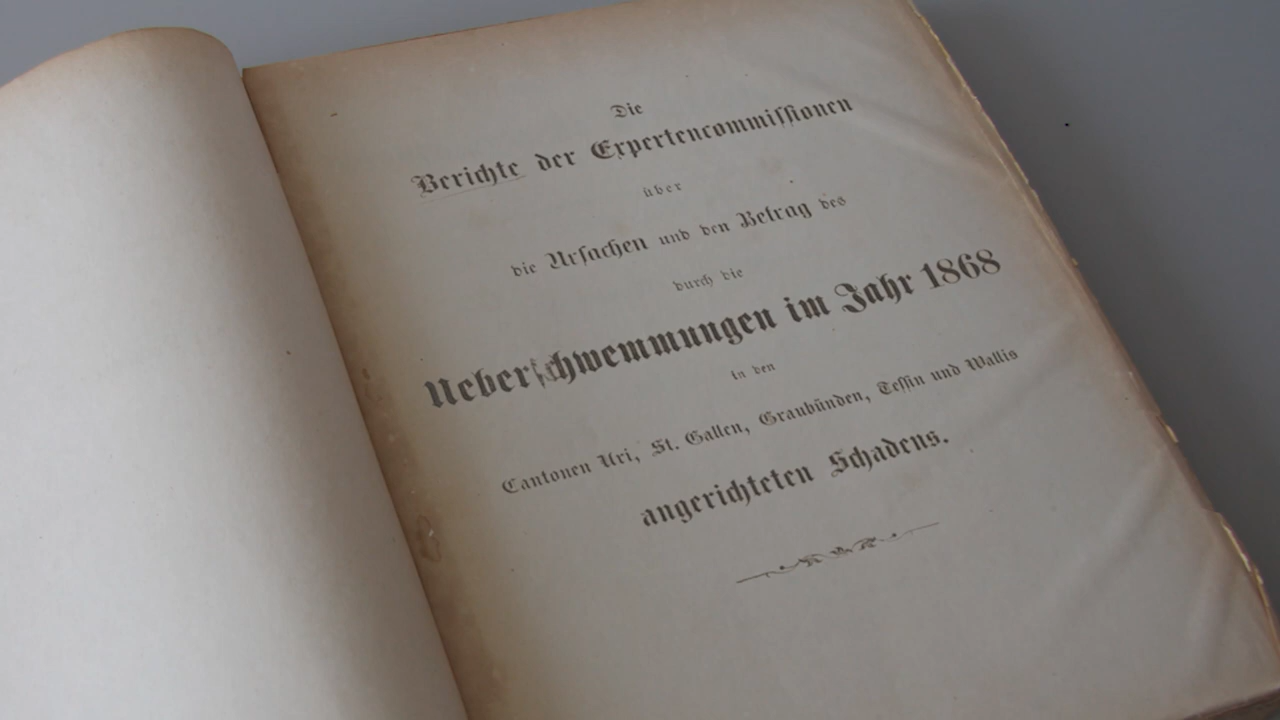 Die
Berichte der Expertencommissionen
über
die Ursachen und den Betrag des
durch die
Ueberschwemmungen im Jahr 1868
in den
Cantonen Uri, St. Gallen, Graubünden, Tessin und Wallis
angerichteten Schadens.